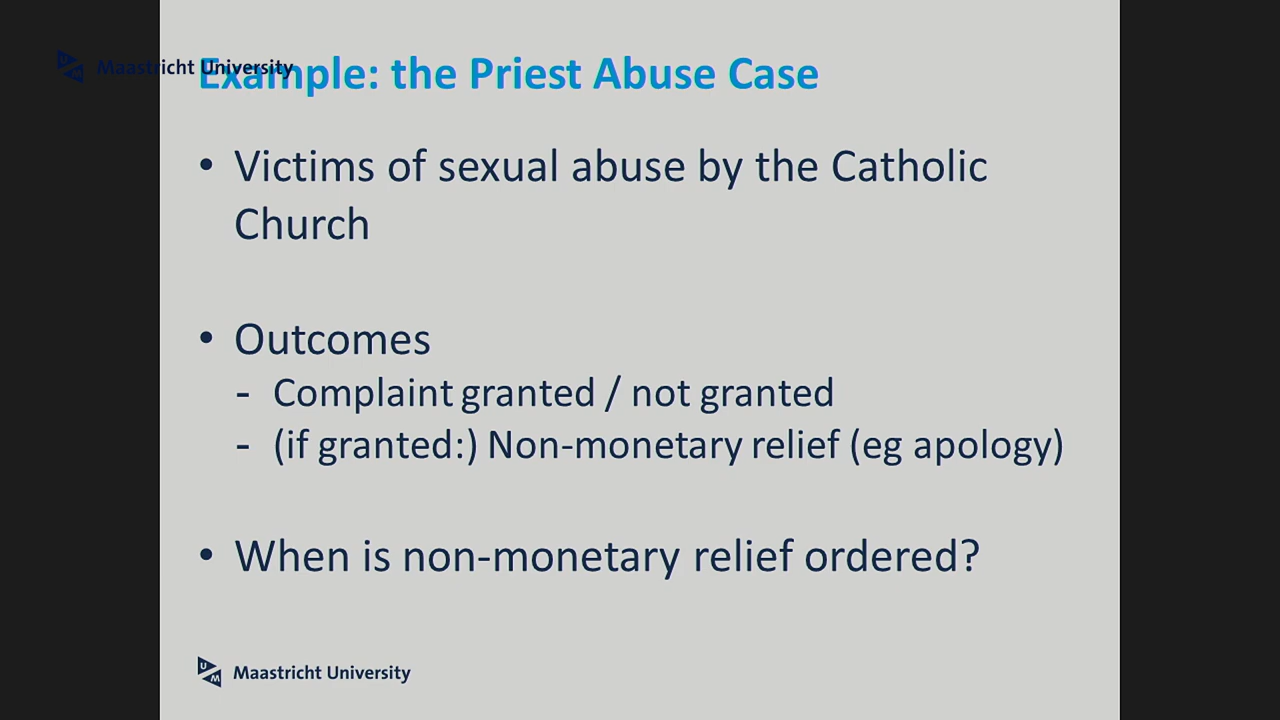 Maastricht University
Example: the Priest Abuse Case
• Victims of sexual abuse by the Catholic
Church
• Outcomes
- Complaint granted / not granted
- (if granted:) Non-monetary relief (eg apology)
• When is non-monetary relief ordered?
UM Maastricht University